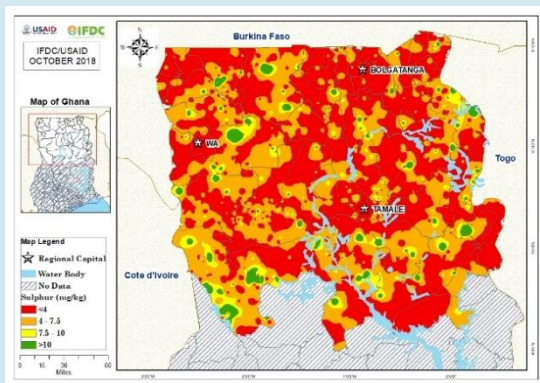 USAID
IFDC
IFDC/USAID
OCTOBER 2018
Map of Ghana
Map Legend
Regional Capital
Water Body
No Data
Sulphur (mg/kg)
<4
4 - 7.5
7.5 - 10
>10
Miles
Burkina Faso
BOLGATANGA
WA
Togo
TAMALE
Cote d'Ivoire